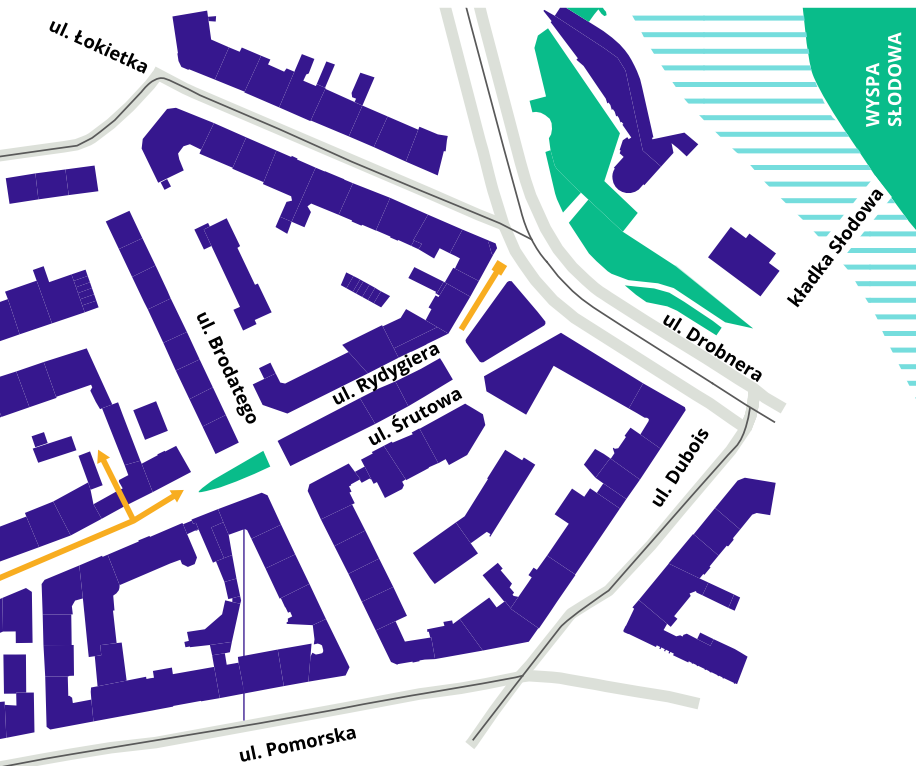 ul. Łokietka
WYSPA
SŁODOWA
kładka Słodowa
ul. Drobnera
ul. Brodatego
ul. Rydygiera
ul. Śrutowa
ul. Dubois
ul. Pomorska